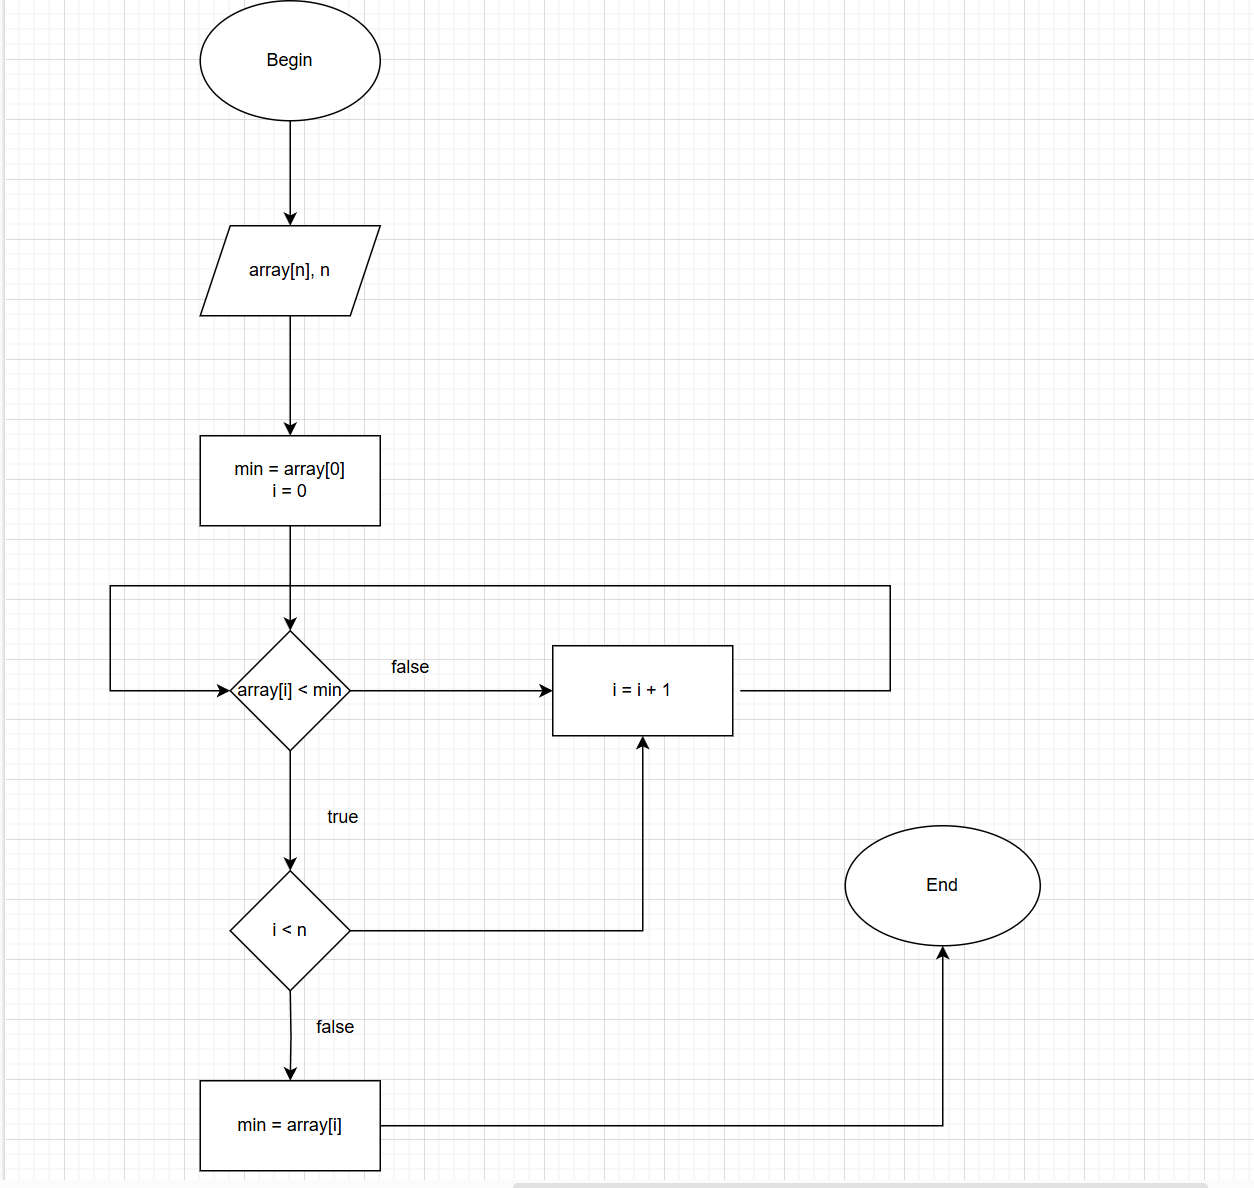 Begin
array[n], n
min = array[0]
i = 0
array[i] < min
false
i = i + 1
true
End
i < n
false
min = array[i]